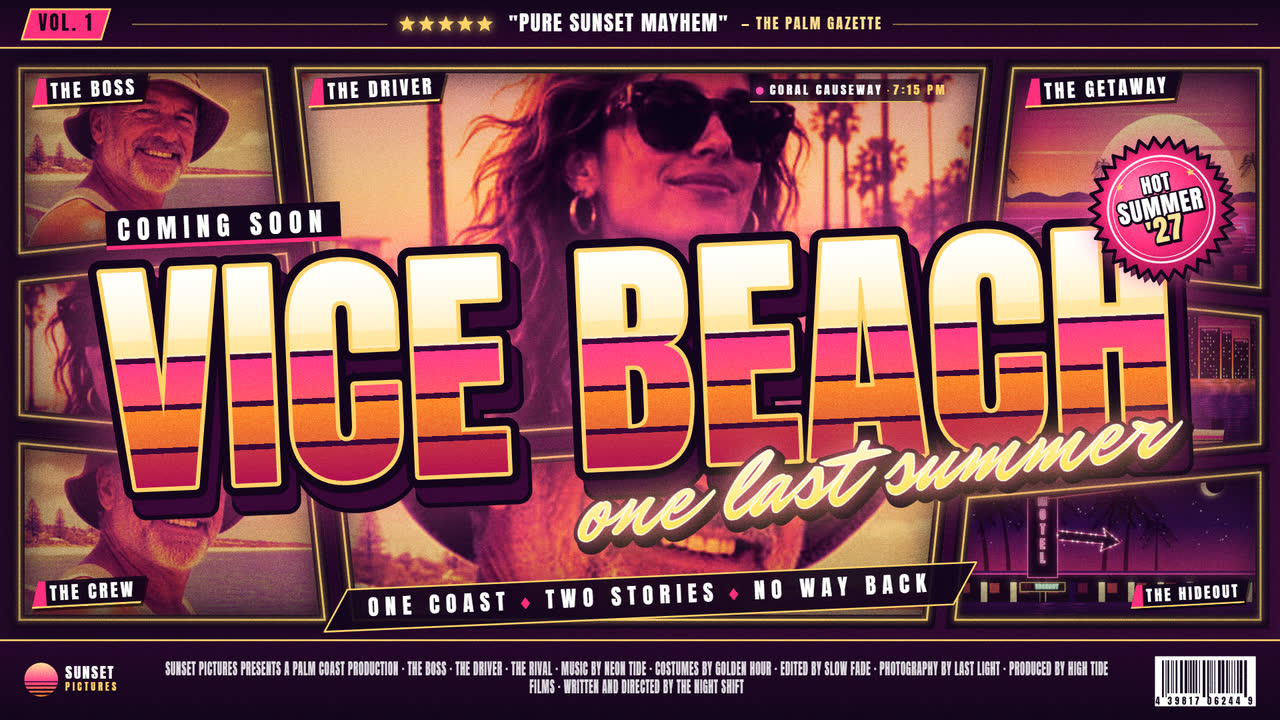 VOL. 1
"PURE SUNSET MAYHEM" – THE PALM GAZETTE
THE BOSS
THE DRIVER
CORAL CAUSEWAY · 7:15 PM
THE GETAWAY
HOT
SUMMER
'27
COMING SOON
VICE BEACH
one last summer
MOTEL
THE CREW
ONE COAST ♦ TWO STORIES ♦ NO WAY BACK
THE HIDEOUT
SUNSET
PICTURES
SUNSET PICTURES PRESENTS A PALM COAST PRODUCTION · THE BOSS · THE DRIVER · THE RIVAL · MUSIC BY NEON TIDE · COSTUMES BY GOLDEN HOUR · EDITED BY SLOW FADE · PHOTOGRAPHY BY LAST LIGHT · PRODUCED BY HIGH TIDE
FILMS · WRITTEN AND DIRECTED BY THE NIGHT SHIFT
4 39817 06244 9